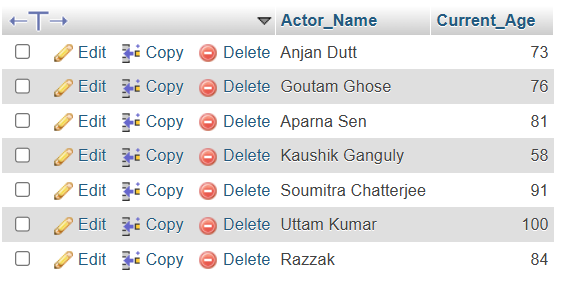 Actor_Name Current_Age
Edit Copy Delete Anjan Dutt 73
Edit Copy Delete Goutam Ghose 76
Edit Copy Delete Aparna Sen 81
Edit Copy Delete Kaushik Ganguly 58
Edit Copy Delete Soumitra Chatterjee 91
Edit Copy Delete Uttam Kumar 100
Edit Copy Delete Razzak 84